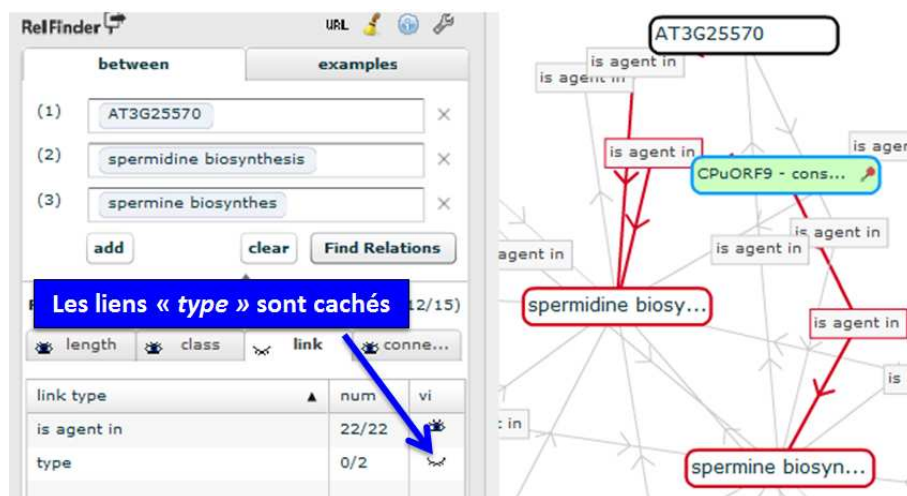 RelFinder
URL
between
examples
(1)
AT3G25570
(2)
spermidine biosynthesis
(3)
spermine biosynthes
add
clear
Find Relations
Les liens « type » sont cachés
12/15)
length
class
link
conne...
link type
num
vi
is agent in
22/22
type
0/2
AT3G25570
is agent in
is agent in
is agent in
is agen
CPuORF9 - cons...
is agent in
is agent in
agent in
spermidine biosy...
is agent in
is
in
spermine biosyn...